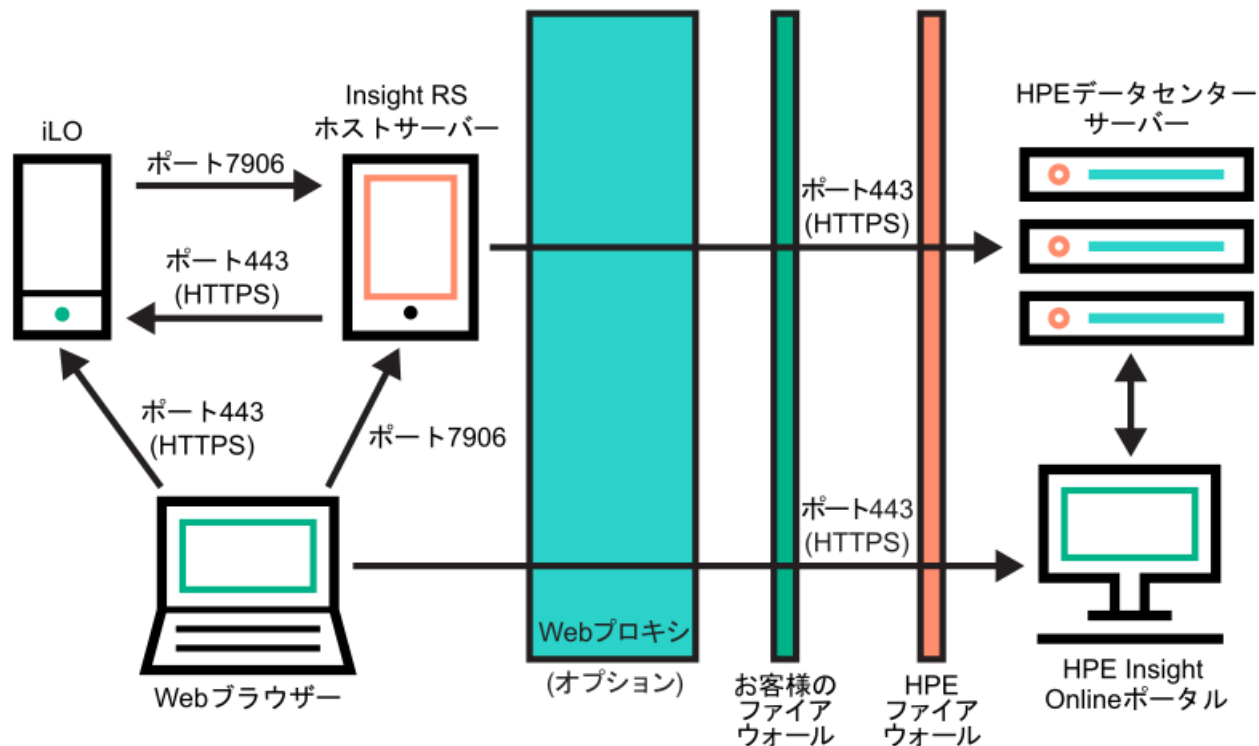 iLO
Insight RS
ホストサーバー
HPEデータセンター
サーバー
ポート7906
ポート443
(HTTPS)
ポート443
(HTTPS)
ポート443
(HTTPS)
ポート7906
ポート443
(HTTPS)
Webブラウザー
Webプロキシ
(オプション)
お客様の
ファイア
ウォール
HPE
ファイア
ウォール
HPE Insight
Onlineポータル